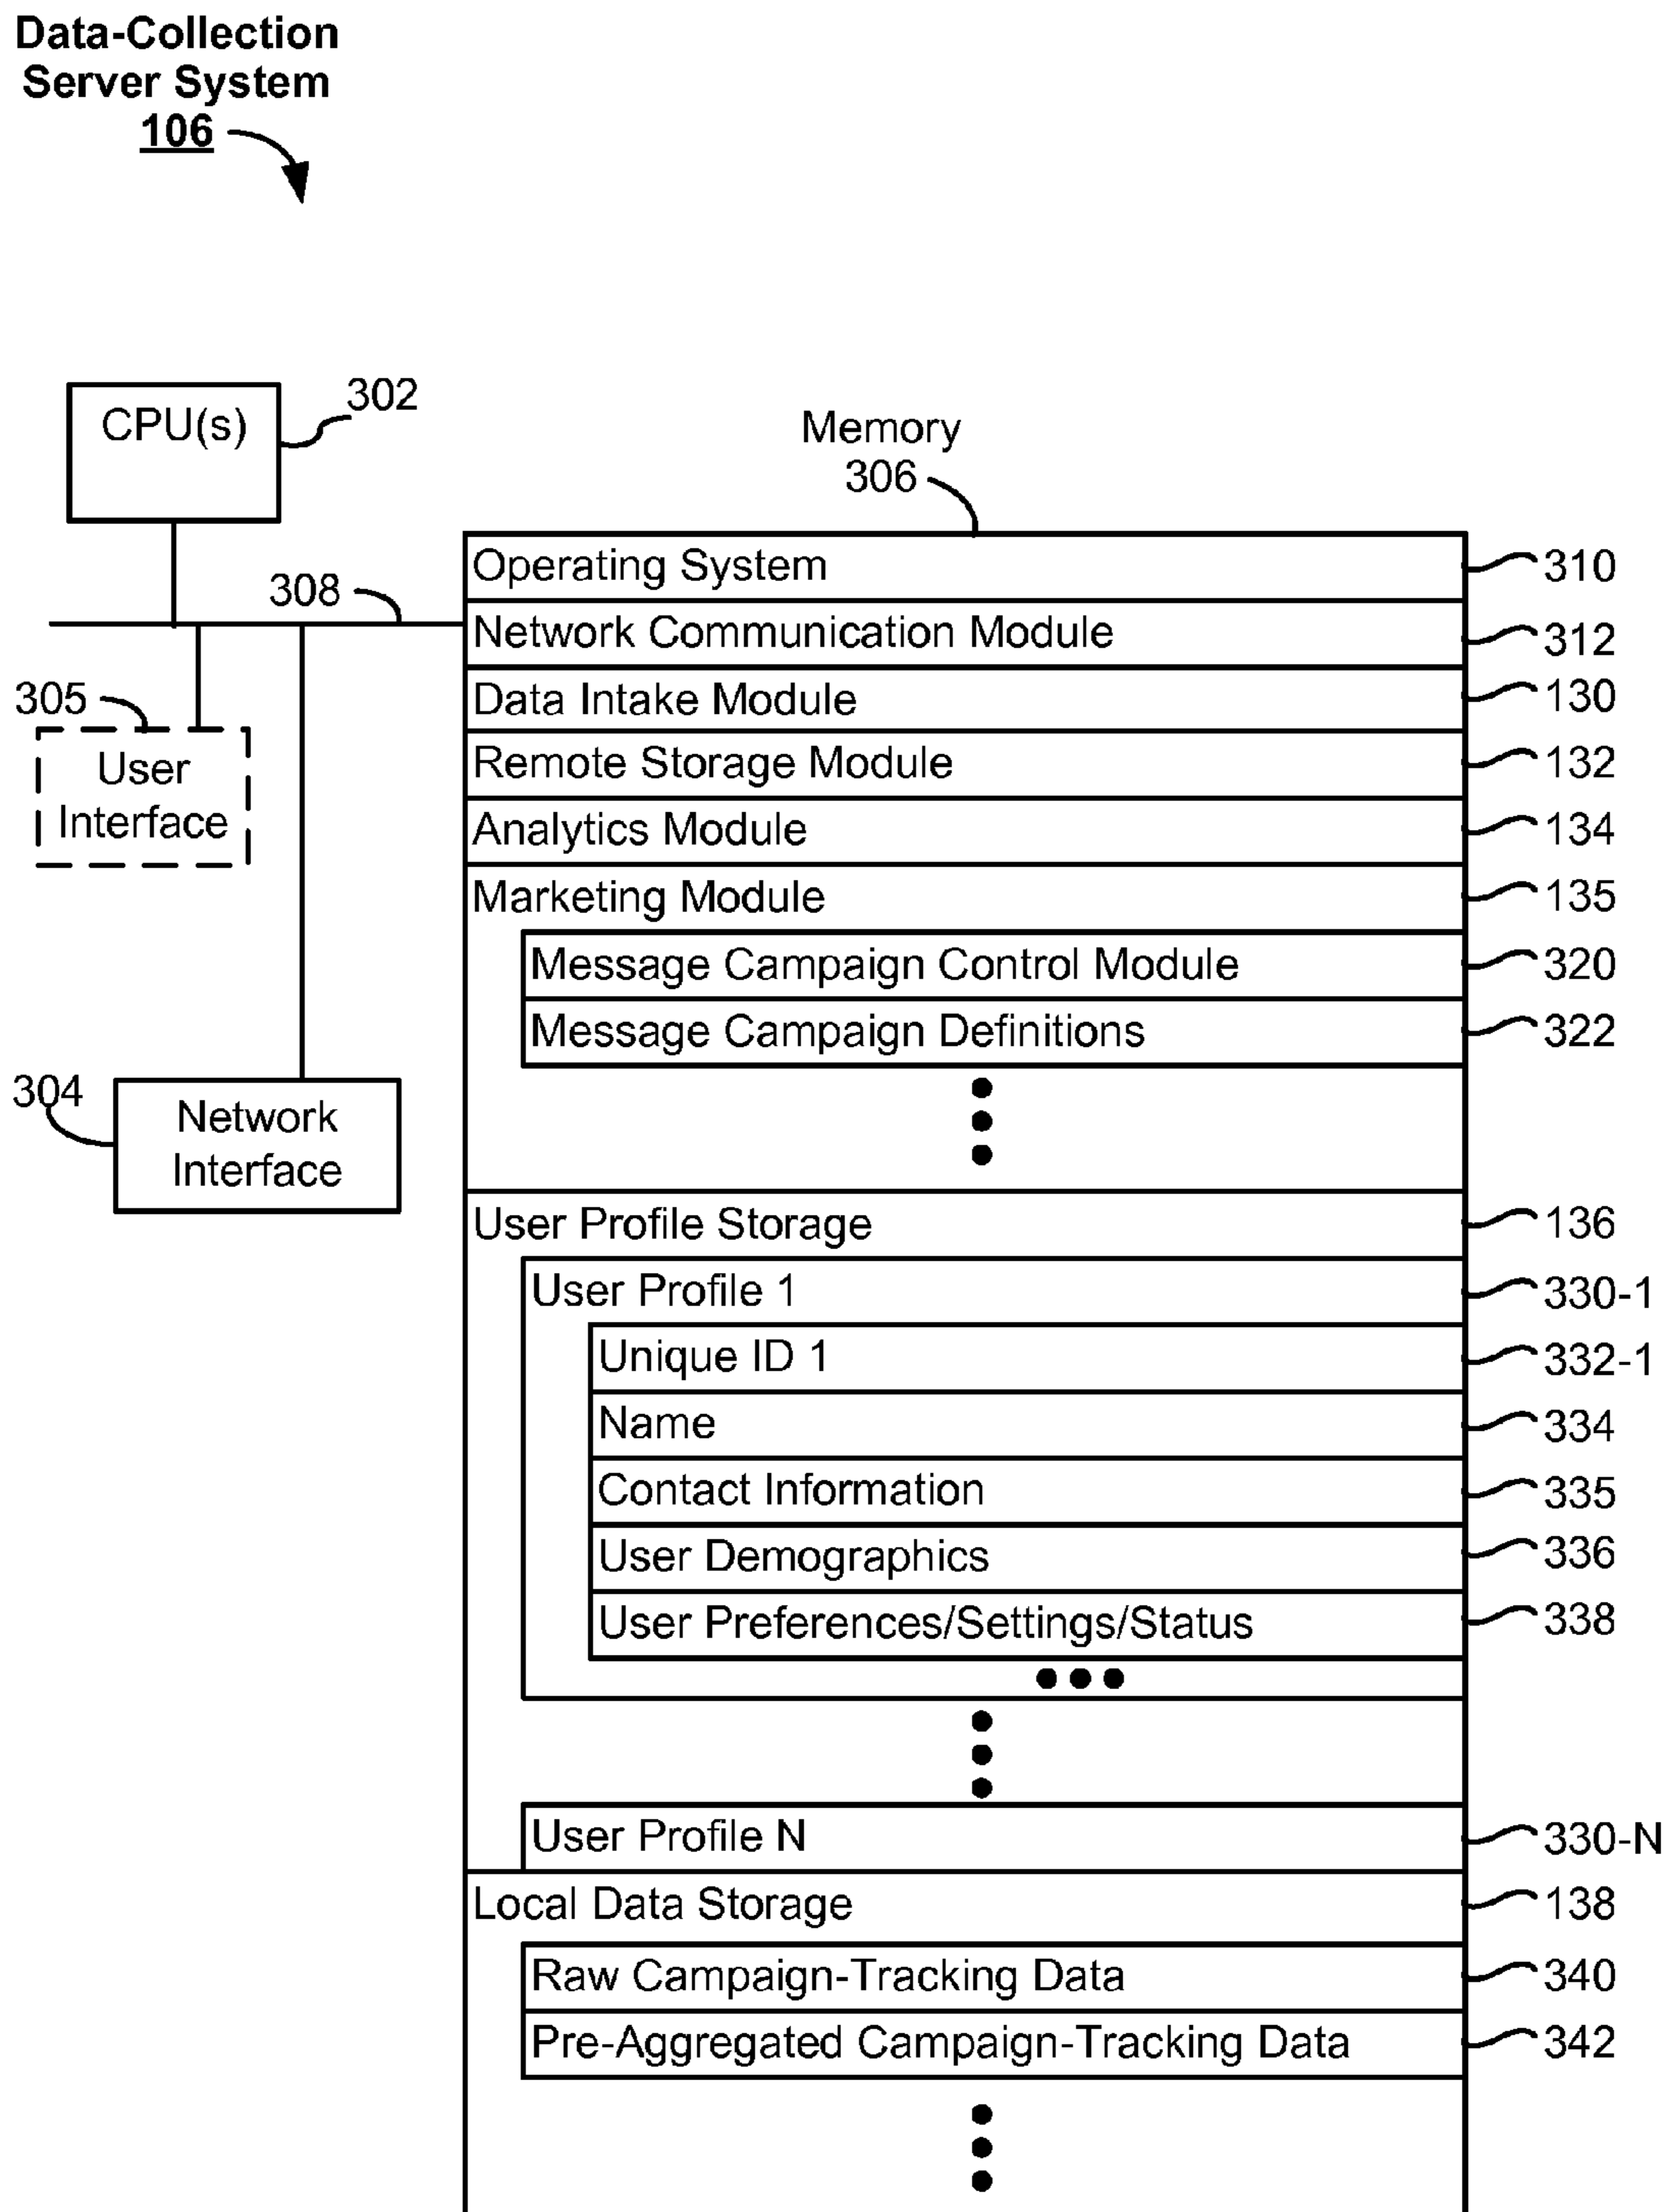 Data-Collection
Server System
106
CPU(s)
302
Memory
306
308
305
User
Interface
304
Network
Interface
Operating System
310
Network Communication Module
312
Data Intake Module
130
Remote Storage Module
132
Analytics Module
134
Marketing Module
135
Message Campaign Control Module
320
Message Campaign Definitions
322
User Profile Storage
136
User Profile 1
330-1
Unique ID 1
332-1
Name
334
Contact Information
335
User Demographics
336
User Preferences/Settings/Status
338
User Profile N
330-N
Local Data Storage
138
Raw Campaign-Tracking Data
340
Pre-Aggregated Campaign-Tracking Data
342